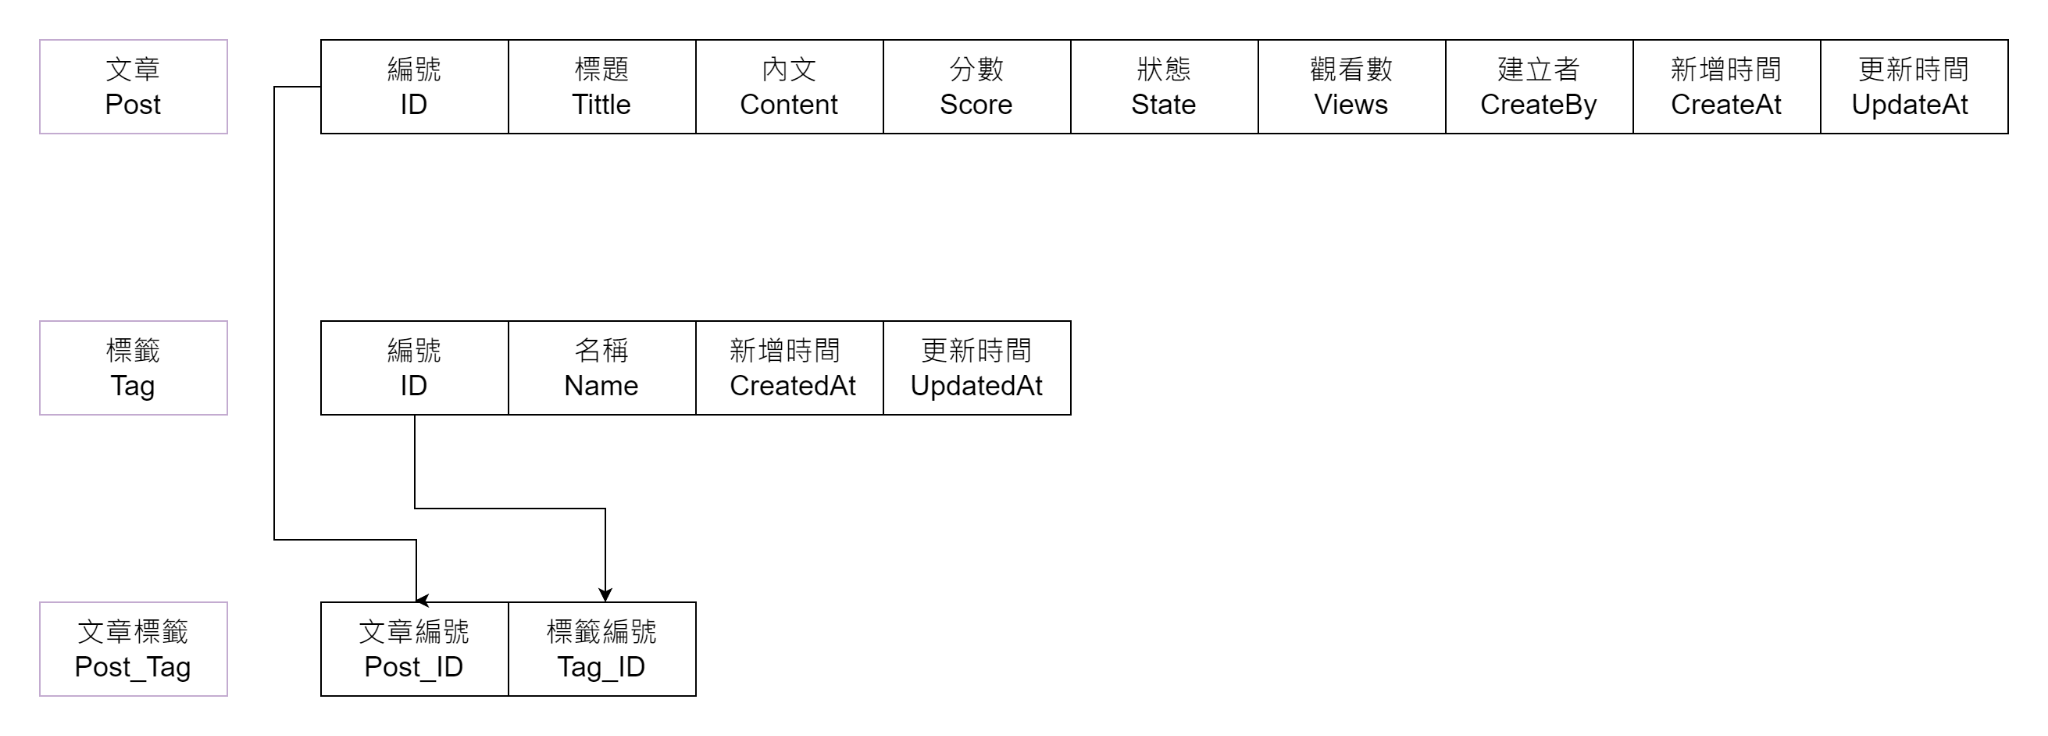 文章
Post
編號
ID
標題
Tittle
內文
Content
分數
Score
狀態
State
觀看數
Views
建立者
CreateBy
新增時間
CreateAt
更新時間
UpdateAt
標籤
Tag
編號
ID
名稱
Name
新增時間
CreatedAt
更新時間
UpdatedAt
文章標籤
Post_Tag
文章編號
Post_ID
標籤編號
Tag_ID